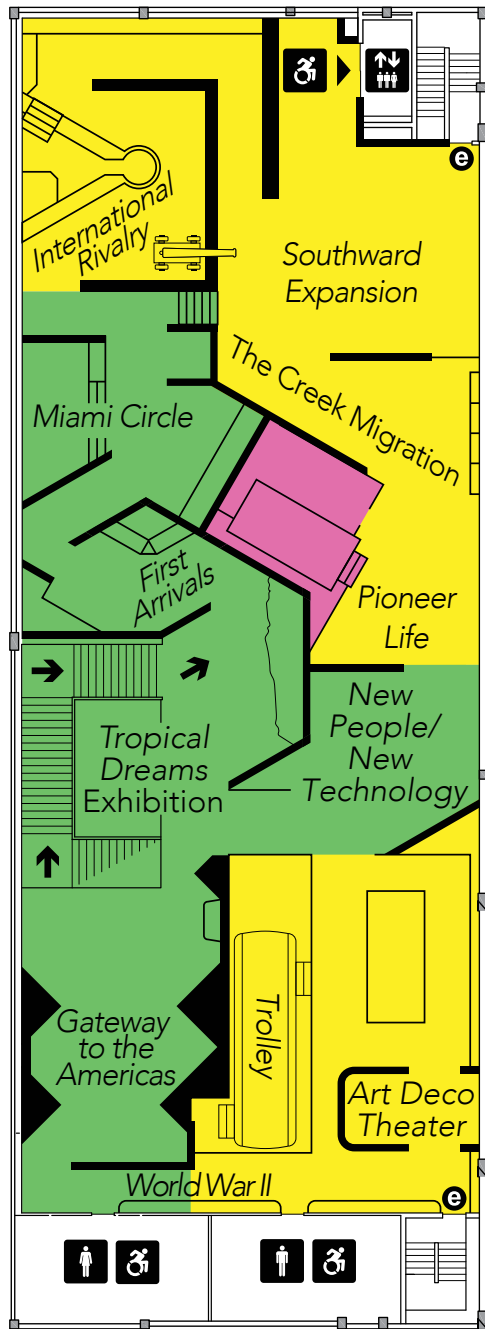 e
International
Rivalry
Southward
Expansion
The Creek Migration
Miami Circle
First
Arrivals
Pioneer
Life
New
People/
New
Technology
Tropical
Dreams
Exhibition
Gateway
to the
Americas
Trolley
Art Deco
Theater
World War II
e